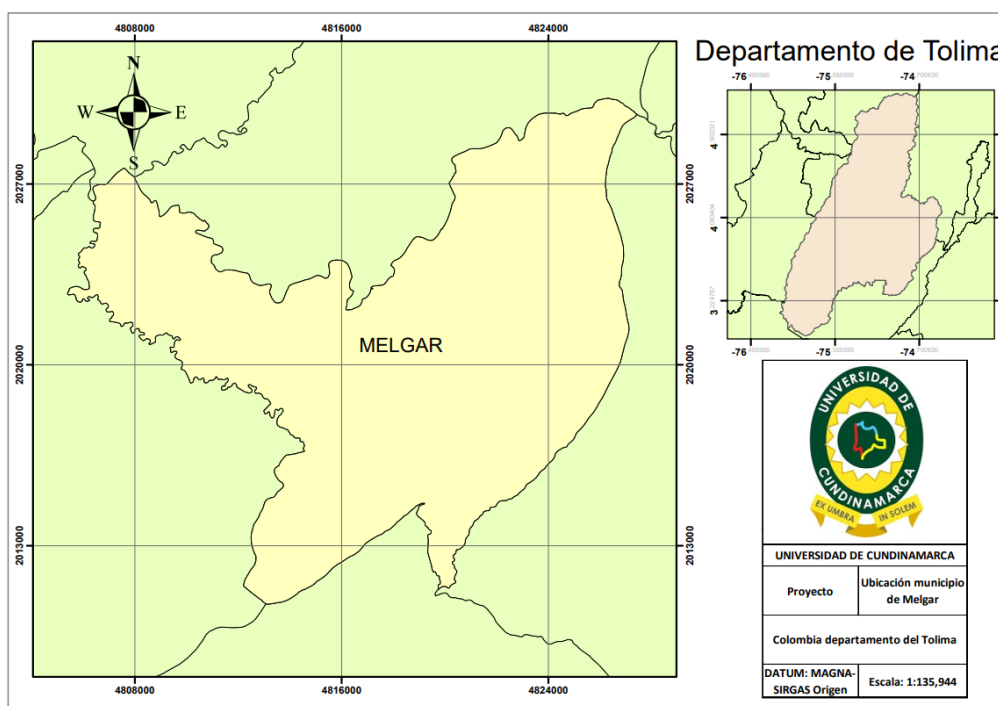 4808000 4816000 4824000
N
W E
S
2027000 2027000
MELGAR
2020000 2020000
2013000 2013000
4808000 4816000 4824000
Departamento de Tolima
-76 -75 -74
4
4
3
-76 -75 -74
UNIVERSIDAD DE
CUNDINAMARCA
EX UMBRA IN SOLEM
UNIVERSIDAD DE CUNDINAMARCA
Proyecto
Ubicación municipio
de Melgar
Colombia departamento del Tolima
DATUM: MAGNA-
SIRGAS Origen
Escala: 1:135,944